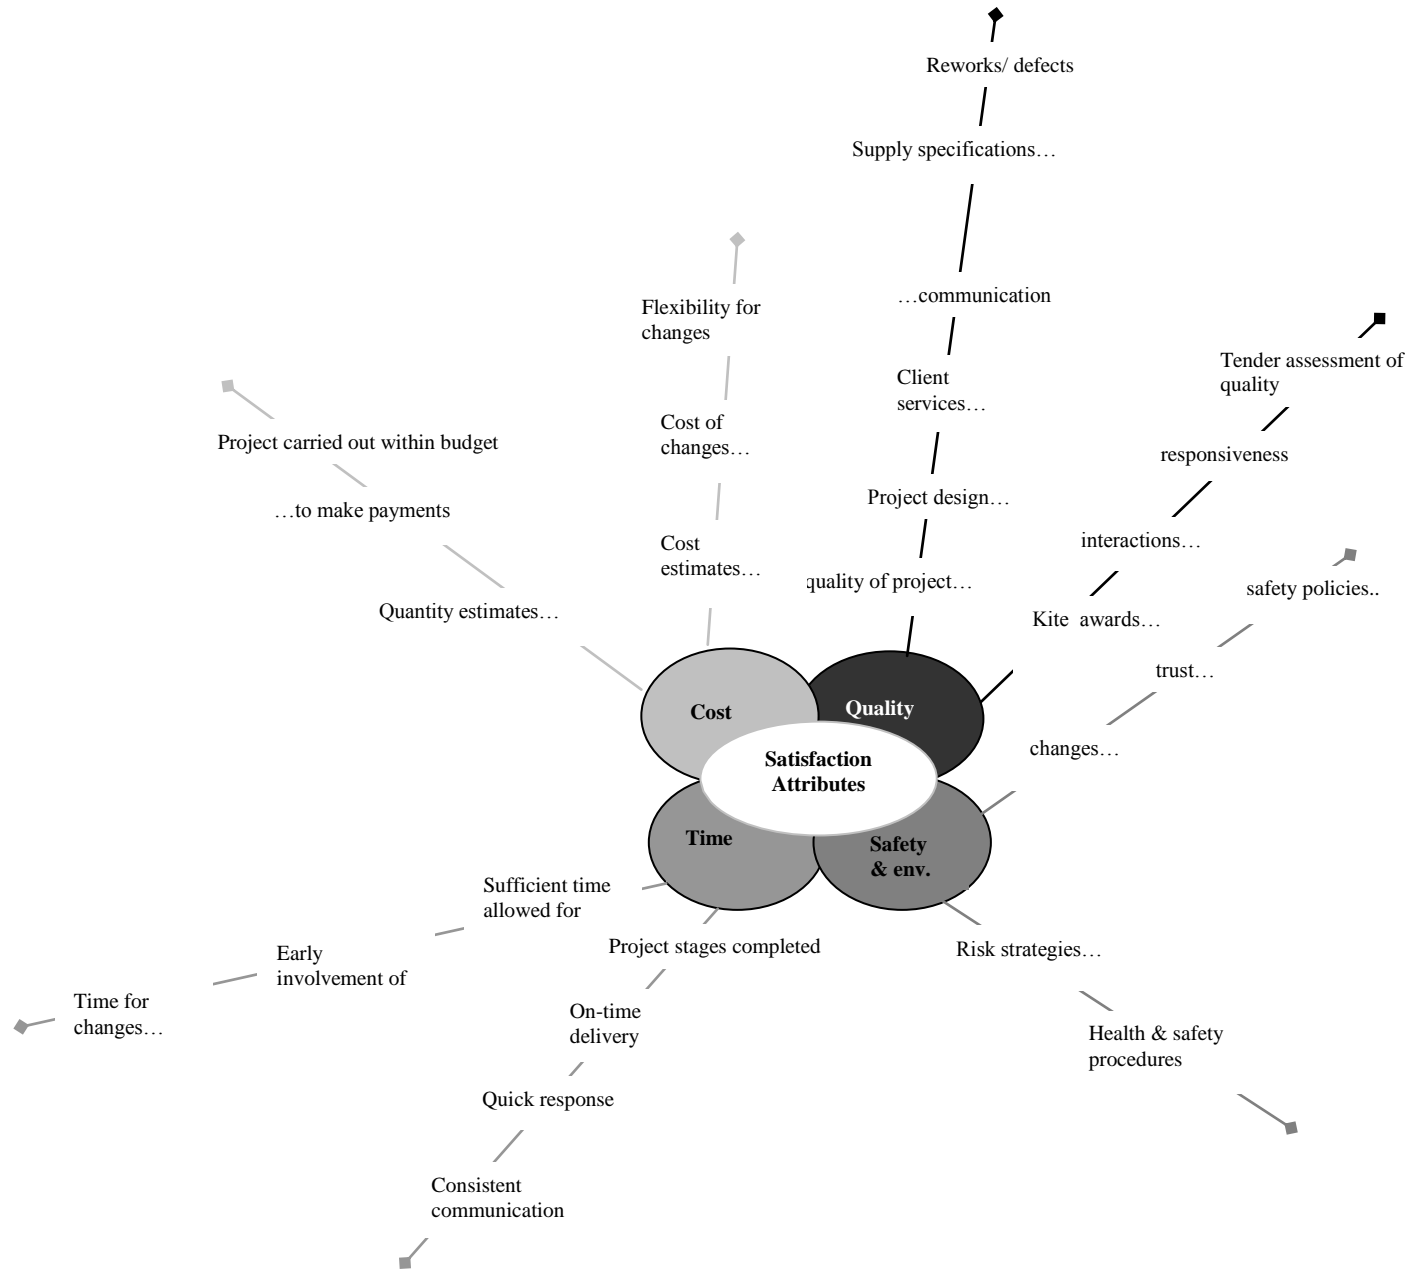 Reworks/ defects
Supply specifications…
…communication
Flexibility for
changes
Tender assessment of
quality
Client
services…
Cost of
changes…
Project carried out within budget
responsiveness
Project design…
…to make payments
interactions…
Cost
estimates…
quality of project…
safety policies..
Quantity estimates…
Kite awards…
trust…
Cost
Quality
changes…
Satisfaction
Attributes
Time
Safety
& env.
Sufficient time
allowed for
Project stages completed
Risk strategies…
Early
involvement of
Time for
changes…
On-time
delivery
Health & safety
procedures
Quick response
Consistent
communication